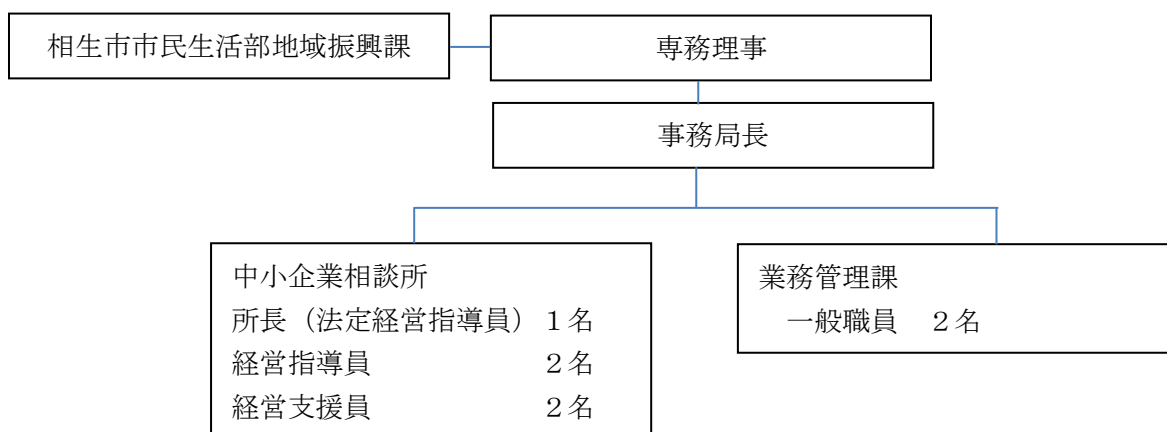 相生市市民生活部地域振興課
専務理事
事務局長
中小企業相談所
所長（法定経営指導員）１名
経営指導員　２名
経営支援員　２名
業務管理課
一般職員　２名